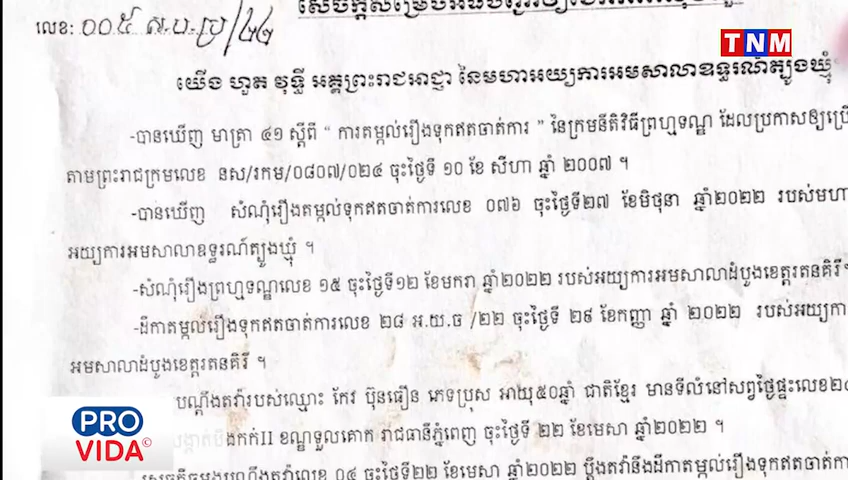 លេខ: ០០៥ ស.ប.ប្រ/២២
TNM
យើង ហួត វុទ្ធី អគ្គព្រះរាជអាជ្ញា នៃមហាអយ្យការអមសាលាឧទ្ធរណ៍ត្បូងឃ្មុំ
-បានឃើញ មាត្រា ៤១ ស្តីពី “ ការតម្កល់រឿងទុកឥតចាត់ការ ” នៃក្រមនីតិវិធីព្រហ្មទណ្ឌ ដែលប្រកាសឲ្យប្រើ
តាមព្រះរាជក្រមលេខ នស/រកម/០៨០៧/០២៤ ចុះថ្ងៃទី ១០ ខែ សីហា ឆ្នាំ ២០០៧ ។
-បានឃើញ សំណុំរឿងតម្កល់ទុកឥតចាត់ការលេខ ០៧៦ ចុះថ្ងៃទី២៧ ខែមិថុនា ឆ្នាំ២០២២ របស់មហា
អយ្យការអមសាលាឧទ្ធរណ៍ត្បូងឃ្មុំ ។
-សំណុំរឿងព្រហ្មទណ្ឌលេខ ១៥ ចុះថ្ងៃទី១២ ខែមករា ឆ្នាំ២០២២ របស់អយ្យការអមសាលាដំបូងខេត្តរតនគិរី។
-ដីកាតម្កល់រឿងទុកឥតចាត់ការលេខ ២៨ អ.យ.ច /២២ ចុះថ្ងៃទី ២៩ ខែកញ្ញា ឆ្នាំ ២០២២ របស់អយ្យការ
អមសាលាដំបូងខេត្តរតនគិរី ។
បណ្តឹងតវ៉ារបស់ឈ្មោះ កែវ ប៊ុនធឿន ភេទប្រុស អាយុ៥០ឆ្នាំ ជាតិខ្មែរ មានទីលំនៅសព្វថ្ងៃផ្ទះលេខ២៤
សង្កាត់បឹងកក់II ខណ្ឌទួលគោក រាជធានីភ្នំពេញ ចុះថ្ងៃទី ២២ ខែមេសា ឆ្នាំ២០២២ ។
PRO
VIDA©
លេខ ០៤ ចុះថ្ងៃទី២២ ខែមេសា ឆ្នាំ២០២២ ប្តឹងតវ៉ានឹងដីកាតម្កល់រឿងទុកឥតចាត់ការ